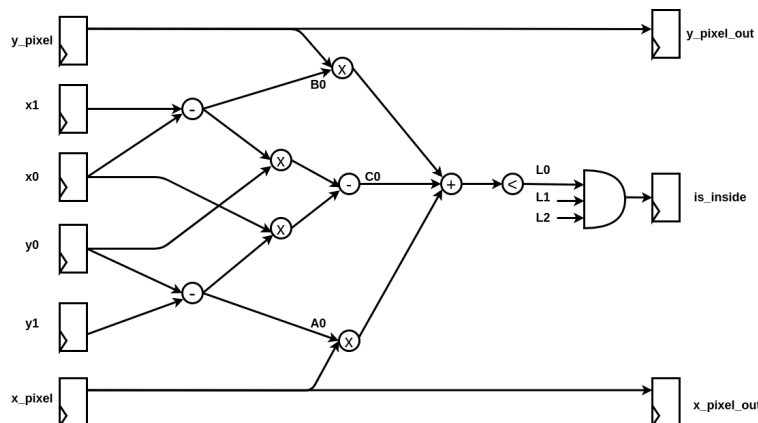 y_pixel
y_pixel_out
x1
-
x
B0
x0
x
-
C0
+
<
L0
L1
L2
is_inside
y0
x
y1
-
A0
x
x_pixel
x_pixel_out